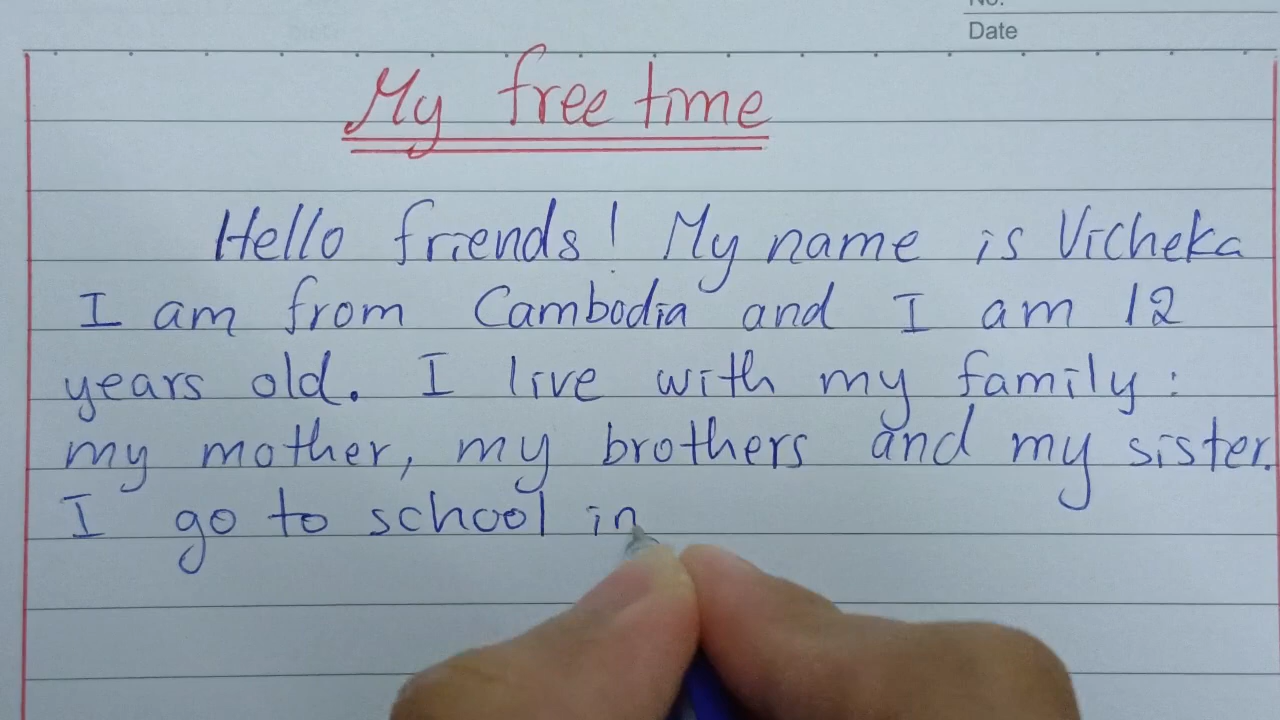 Date
My free time
Hello friends! My name is Vicheka
I am from Cambodia and I am 12
years old. I live with my family:
my mother, my brothers and my sister.
I go to school in